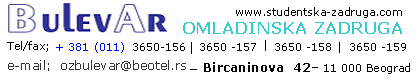 BULEVAR www.studentska-zadruga.com
OMLADINSKA ZADRUGA
Tel/fax; + 381 (011) 3650-156 | 3650 -157 | 3650 -158 | 3650 -159
e-mail; ozbulevar@beotel.rs – Bircaninova 42– 11 000 Beograd